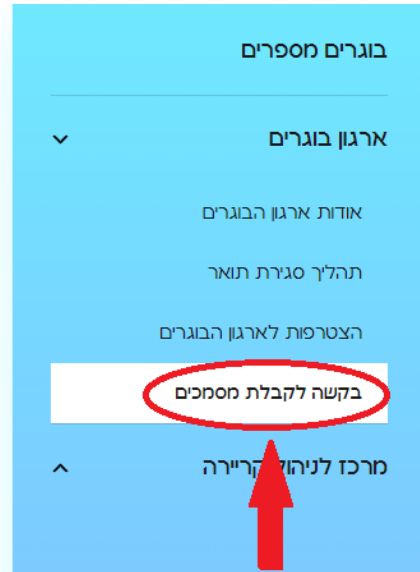 בוגרים מספרים
ארגון בוגרים
אודות ארגון הבוגרים
תהליך סגירת תואר
הצטרפות לארגון הבוגרים
בקשה לקבלת מסמכים
מרכז לניהול קריירה